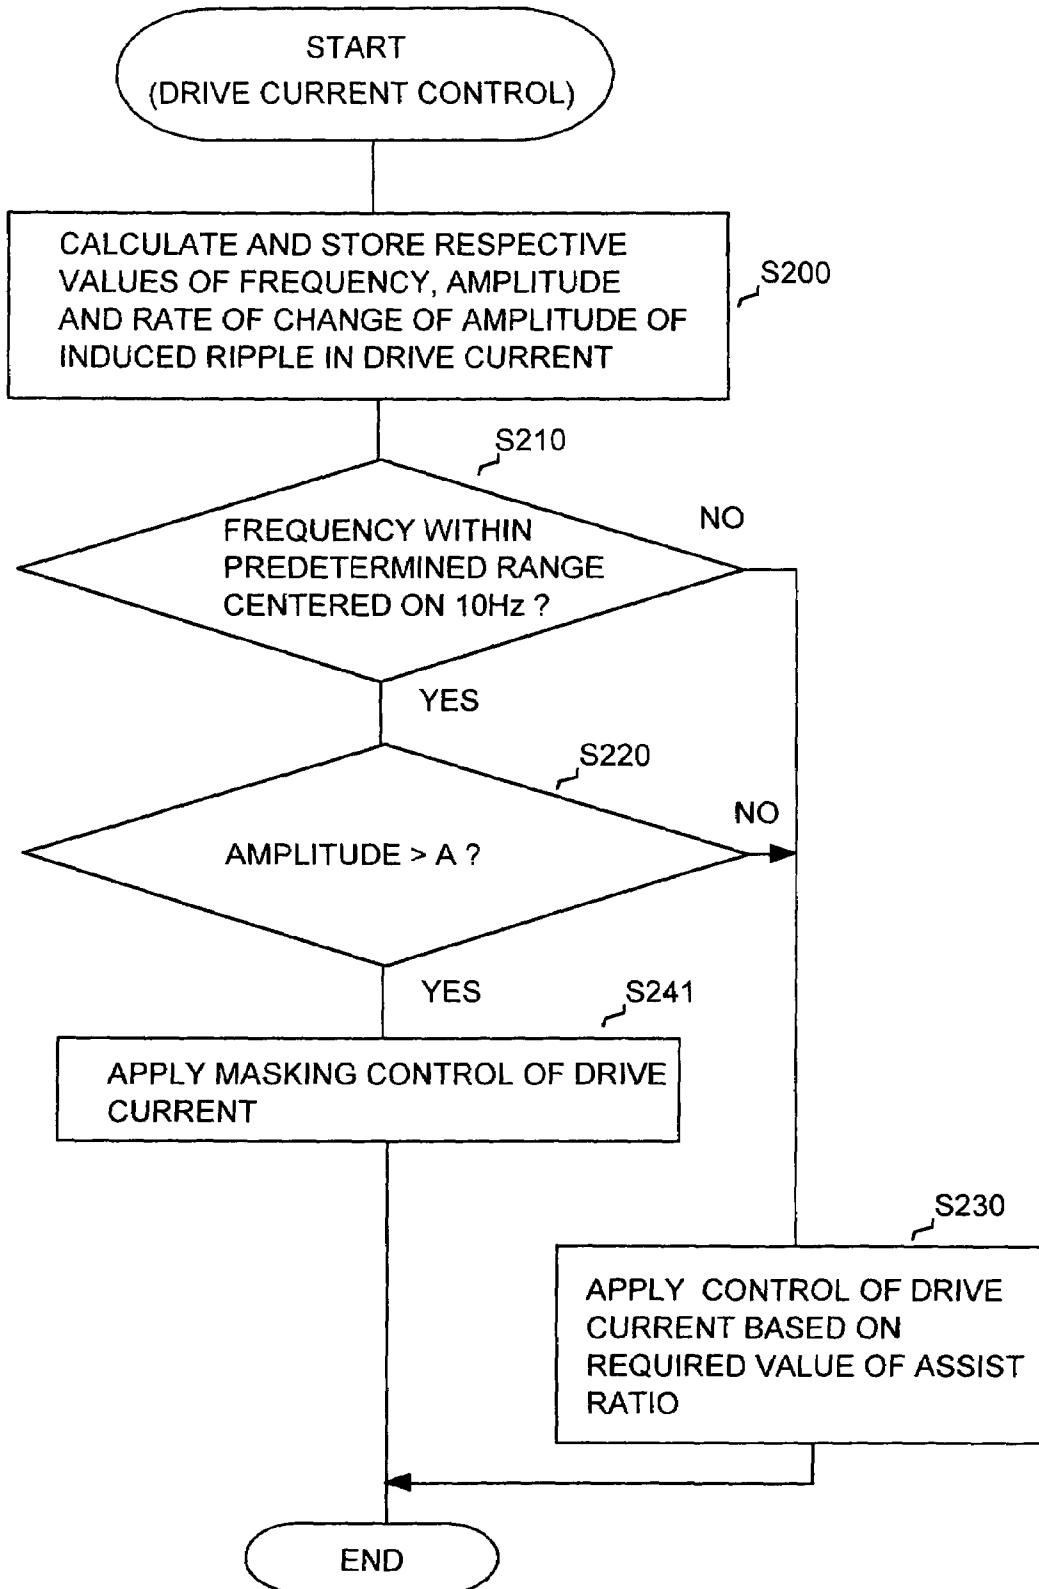 START
(DRIVE CURRENT CONTROL)
CALCULATE AND STORE RESPECTIVE
VALUES OF FREQUENCY, AMPLITUDE
AND RATE OF CHANGE OF AMPLITUDE OF
INDUCED RIPPLE IN DRIVE CURRENT
S200
S210
FREQUENCY WITHIN
PREDETERMINED RANGE
CENTERED ON 10Hz ?
NO
YES
S220
AMPLITUDE > A ?
NO
YES
S241
APPLY MASKING CONTROL OF DRIVE
CURRENT
S230
APPLY CONTROL OF DRIVE
CURRENT BASED ON
REQUIRED VALUE OF ASSIST
RATIO
END